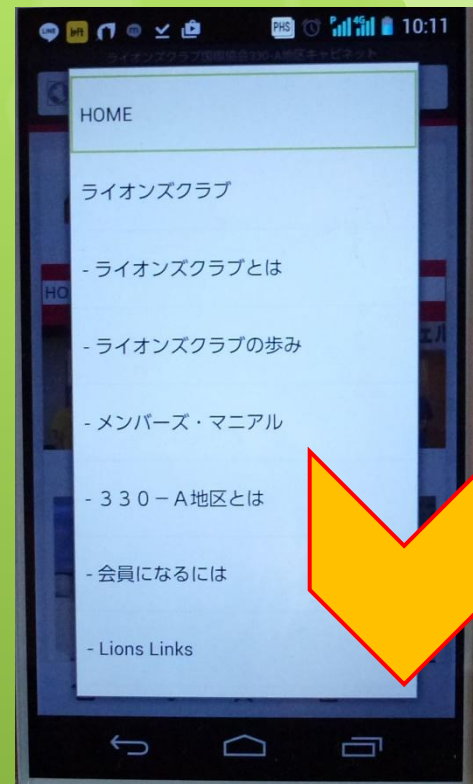 LINE
PHS
4G
10:11
ライオンズクラブ国際協会330-A地区キャビネット
HOME
ライオンズクラブ
- ライオンズクラブとは
HO
- ライオンズクラブの歩み
- メンバーズ・マニアル
- ３３０－Ａ地区とは
- 会員になるには
- Lions Links